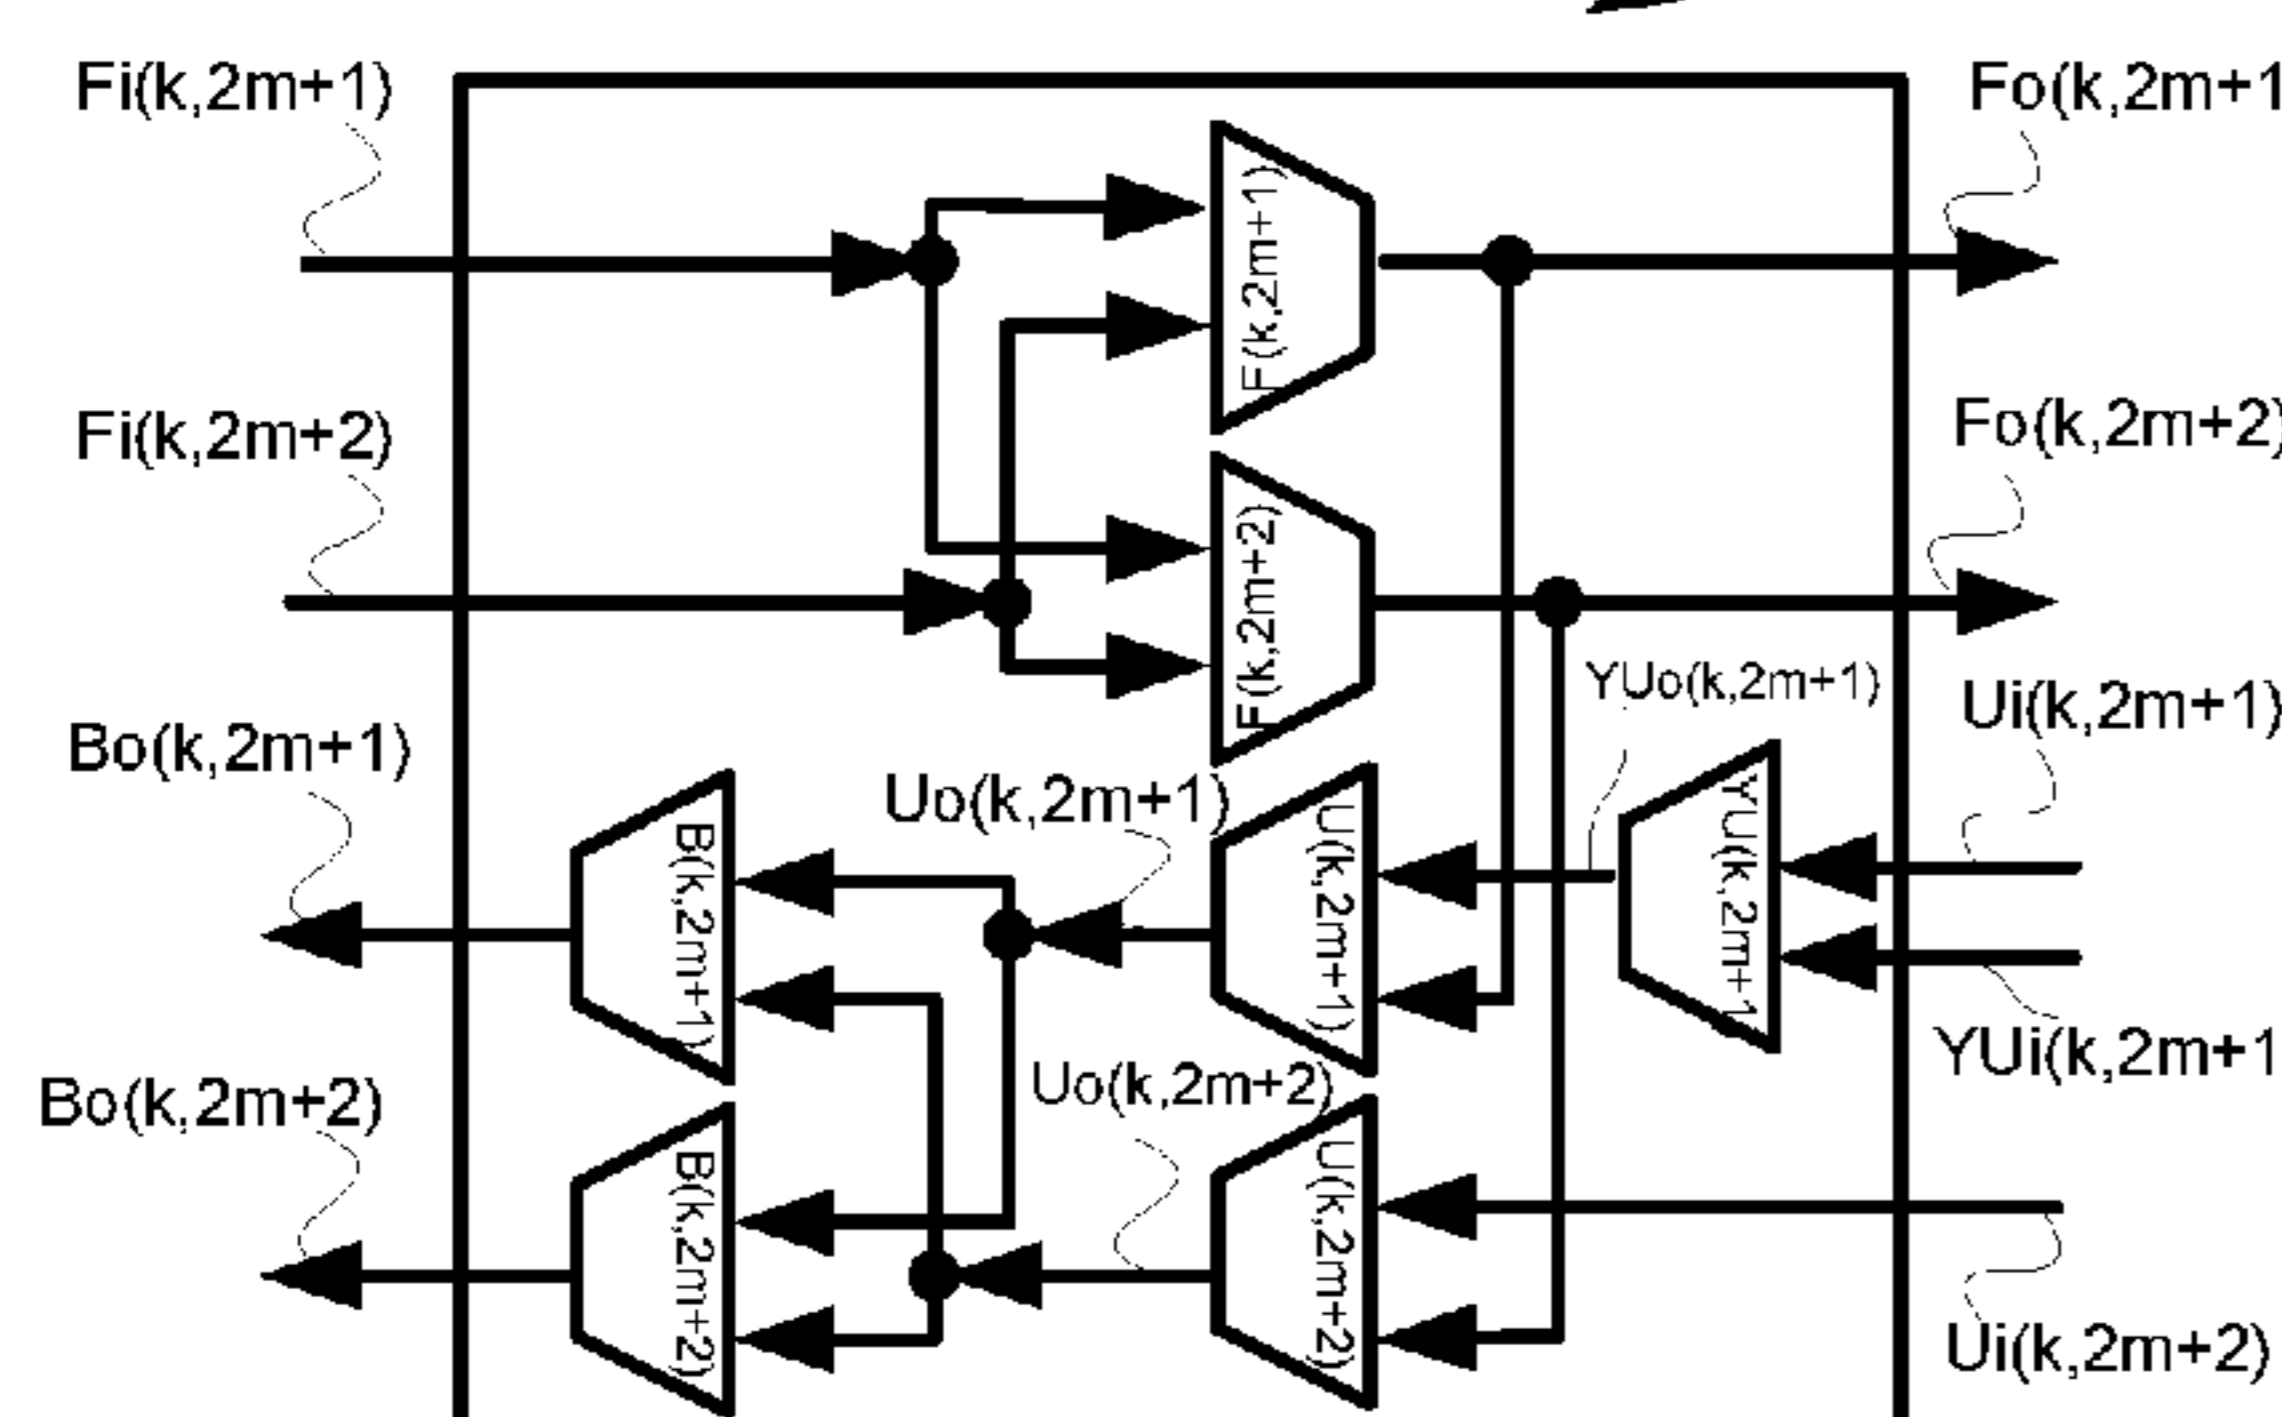 Fi(k,2m+1)
Fo(k,2m+1
F(k,2m+1)
Fi(k,2m+2)
Fo(k,2m+2)
F(k,2m+2)
YUo(k,2m+1)
Ui(k,2m+1)
Bo(k,2m+1)
Uo(k,2m+1)
B(k,2m+1)
U(k,2m+1)
YU(k,2m+1
YUi(k,2m+1
Bo(k,2m+2)
Uo(k,2m+2)
B(k,2m+2)
U(k,2m+2)
Ui(k,2m+2)